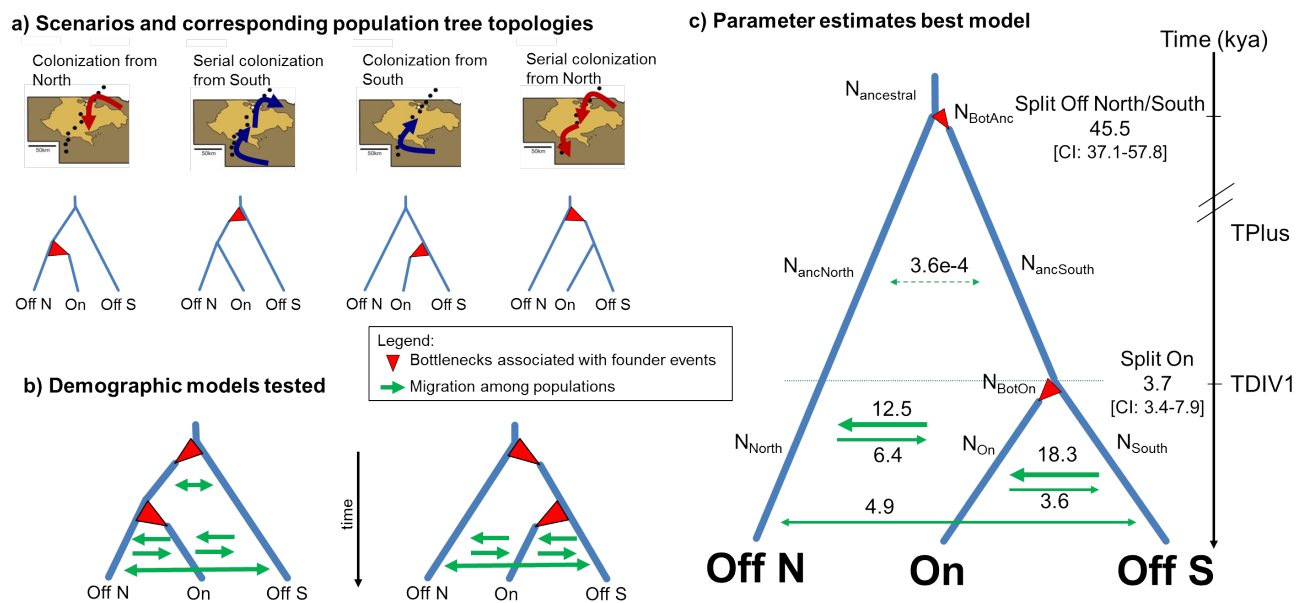 a) Scenarios and corresponding population tree topologies
Colonization from
North
Serial colonization
from South
Colonization from
South
Serial colonization
from North
50km
50km
50km
50km
Off N On Off S
Off N On Off S
Off N On Off S
Off N On Off S
Legend:
Bottlenecks associated with founder events
Migration among populations
b) Demographic models tested
time
Off N On Off S
Off N On Off S
c) Parameter estimates best model
Time (kya)
Nancestral
NBotAnc
Split Off North/South
45.5
[CI: 37.1-57.8]
TPlus
NancNorth
3.6e-4
NancSouth
Split On
3.7
[CI: 3.4-7.9]
TDIV1
NBotOn
12.5
6.4
NNorth
NOn
18.3
3.6
NSouth
4.9
Off N On Off S